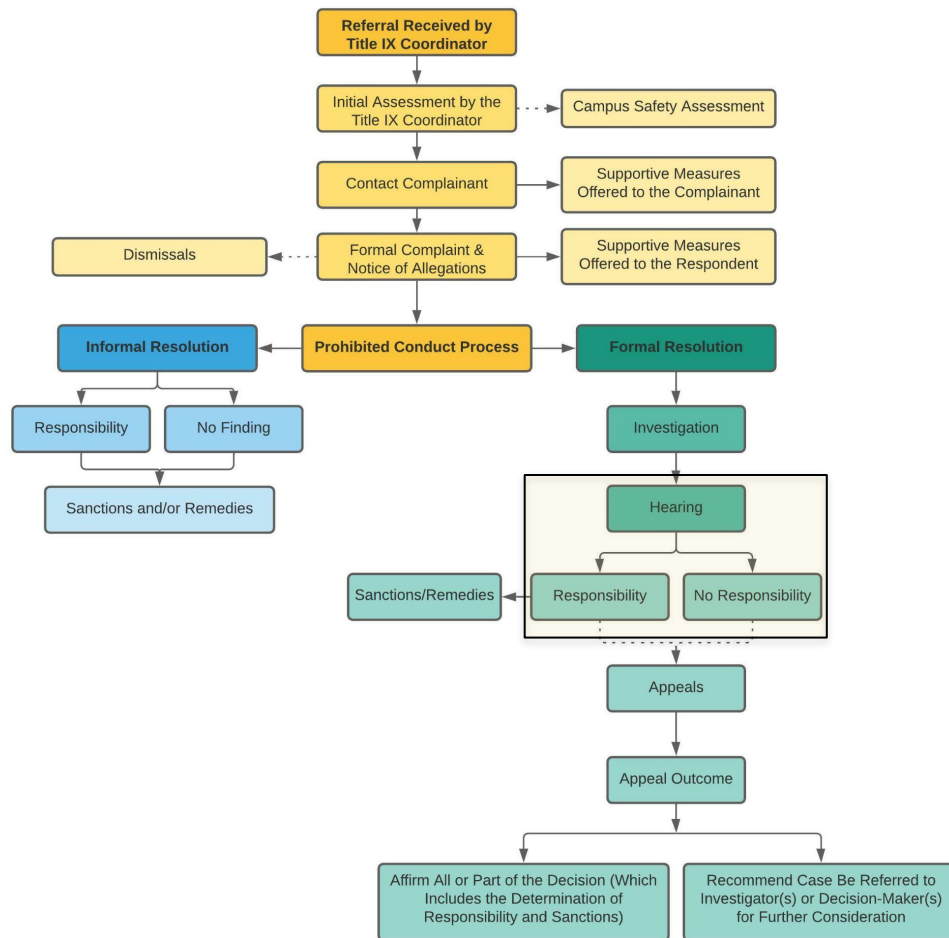 Referral Received by
Title IX Coordinator
Initial Assessment by the
Title IX Coordinator
Campus Safety Assessment
Contact Complainant
Supportive Measures
Offered to the Complainant
Dismissals
Formal Complaint &
Notice of Allegations
Supportive Measures
Offered to the Respondent
Informal Resolution
Prohibited Conduct Process
Formal Resolution
Responsibility
No Finding
Investigation
Sanctions and/or Remedies
Hearing
Sanctions/Remedies
Responsibility
No Responsibility
Appeals
Appeal Outcome
Affirm All or Part of the Decision (Which
Includes the Determination of
Responsibility and Sanctions)
Recommend Case Be Referred to
Investigator(s) or Decision-Maker(s)
for Further Consideration